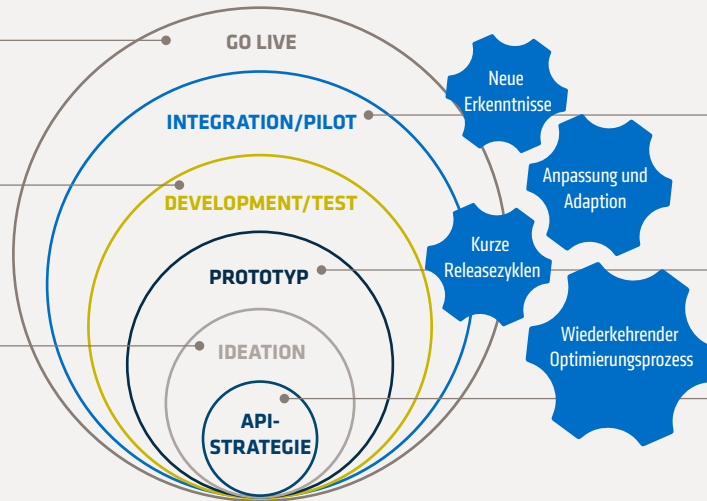 GO LIVE
INTEGRATION/PILOT
DEVELOPMENT/TEST
PROTOTYP
IDEATION
API-
STRATEGIE
Neue
Erkenntnisse
Anpassung und
Adaption
Kurze
Releasezyklen
Wiederkehrender
Optimierungsprozess